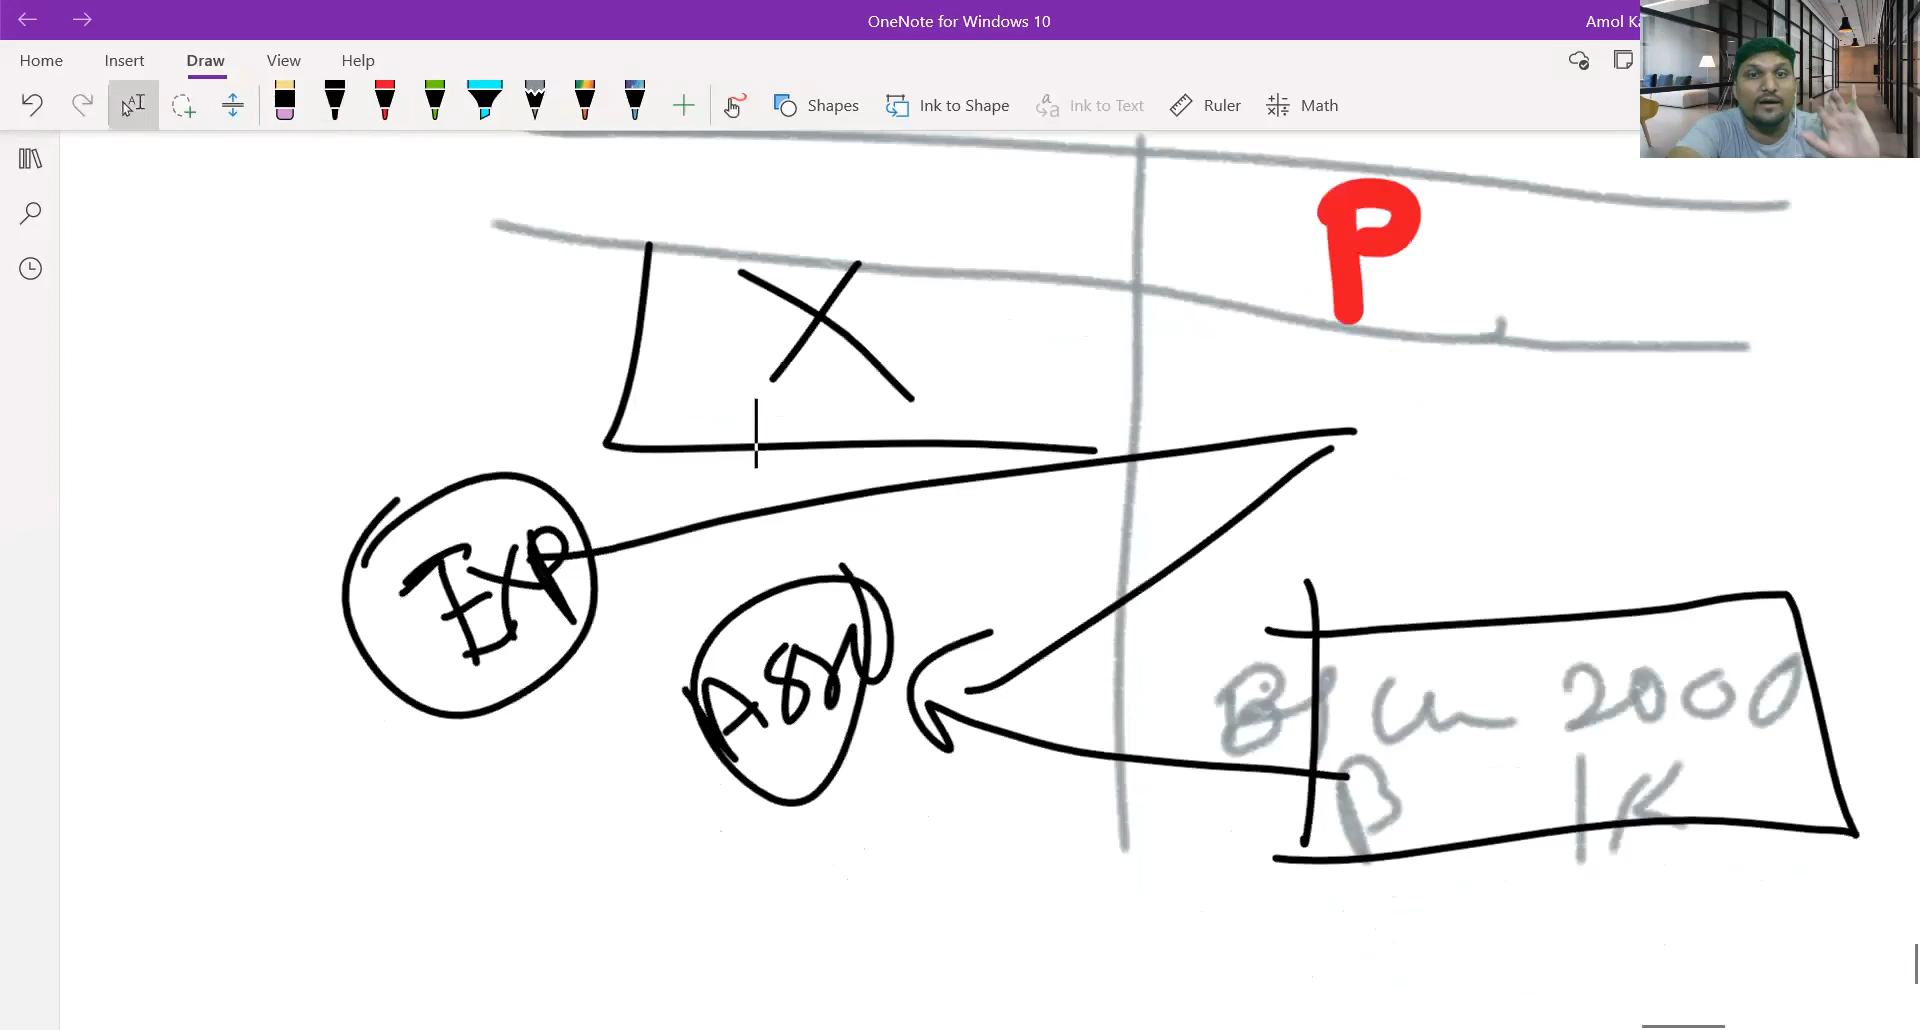 OneNote for Windows 10
Amol Ka
Home Insert Draw View Help
Shapes Ink to Shape Ink to Text Ruler Math
P
X
EXP
2000
P 1K